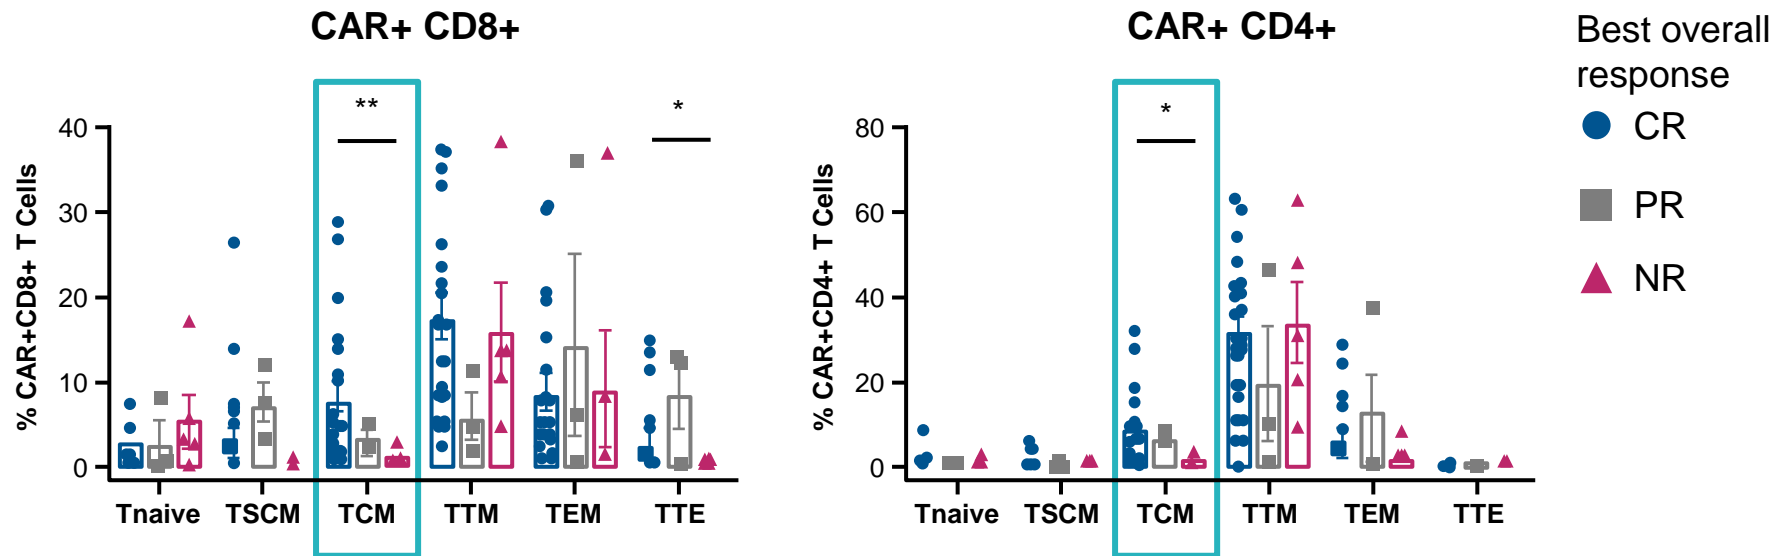 CAR+ CD8+
CAR+ CD4+
Best overall
response
CR
PR
NR
% CAR+CD8+ T Cells
40
30
20
10
0
**
*
Tnaive TSCM TCM TTM TEM TTE
% CAR+CD4+ T Cells
80
60
40
20
0
*
Tnaive TSCM TCM TTM TEM TTE